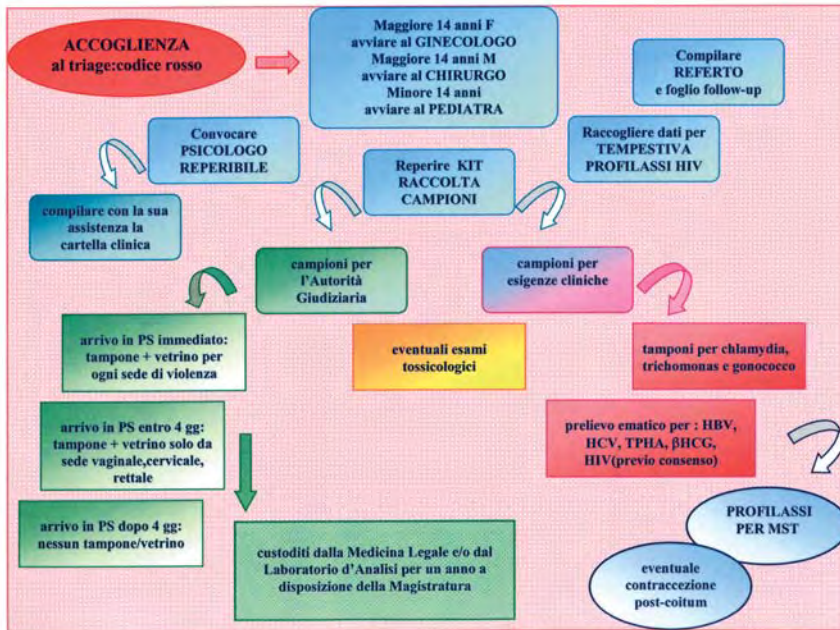 ACCOGLIENZA
al triage:codice rosso
Maggiore 14 anni F
avviare al GINECOLOGO
Maggiore 14 anni M
avviare al CHIRURGO
Minore 14 anni
avviare al PEDIATRA
Compilare
REFERTO
e foglio follow-up
Convocare
PSICOLOGO
REPERIBILE
Reperire KIT
RACCOLTA
CAMPIONI
Raccogliere dati per
TEMPESTIVA
PROFILASSI HIV
compilare con la sua
assistenza la
cartella clinica
campioni per
l'Autorità
Giudiziaria
campioni per
esigenze cliniche
arrivo in PS immediato:
tampone + vetrino per
ogni sede di violenza
eventuali esami
tossicologici
tamponi per chlamydia,
trichomonas e gonococco
arrivo in PS entro 4 gg:
tampone + vetrino solo da
sede vaginale,cervicale,
rettale
prelievo ematico per : HBV,
HCV, TPHA, βHCG,
HIV(previo consenso)
arrivo in PS dopo 4 gg:
nessun tampone/vetrino
custoditi dalla Medicina Legale e/o dal
Laboratorio d'Analisi per un anno a
disposizione della Magistratura
PROFILASSI
PER MST
eventuale
contraccezione
post-coitum